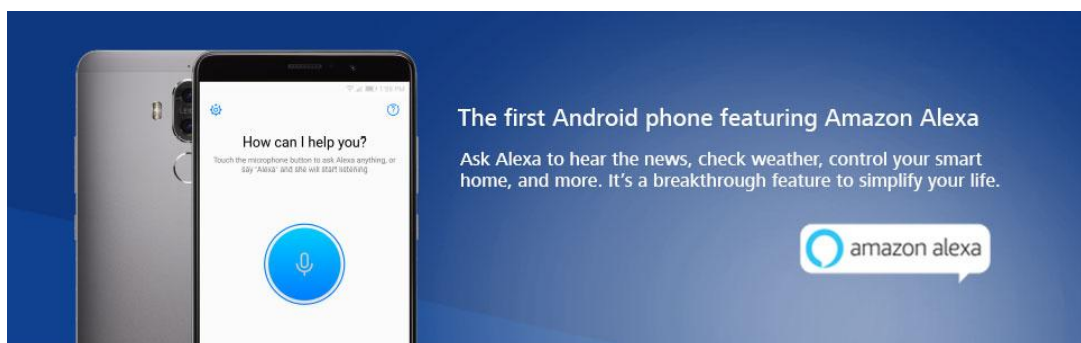 How can I help you?
Touch the microphone button to ask Alexa anything, or
say "Alexa" and she will start listening
The first Android phone featuring Amazon Alexa
Ask Alexa to hear the news, check weather, control your smart
home, and more. It's a breakthrough feature to simplify your life.
amazon alexa